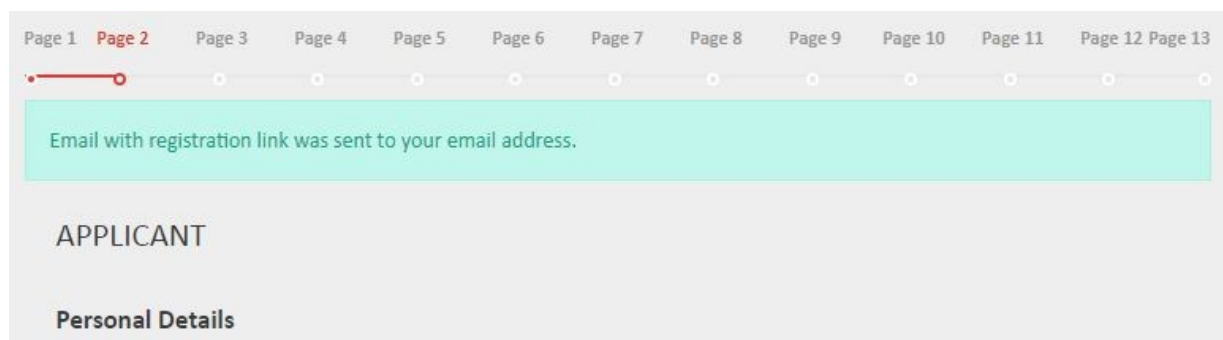 Page 1 Page 2 Page 3 Page 4 Page 5 Page 6 Page 7 Page 8 Page 9 Page 10 Page 11 Page 12 Page 13
Email with registration link was sent to your email address.
APPLICANT
Personal Details